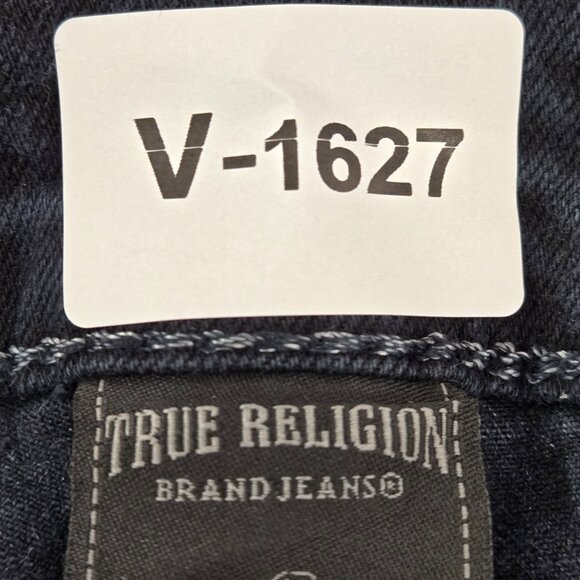 V-1627
TRUE RELIGION
BRAND JEANS®